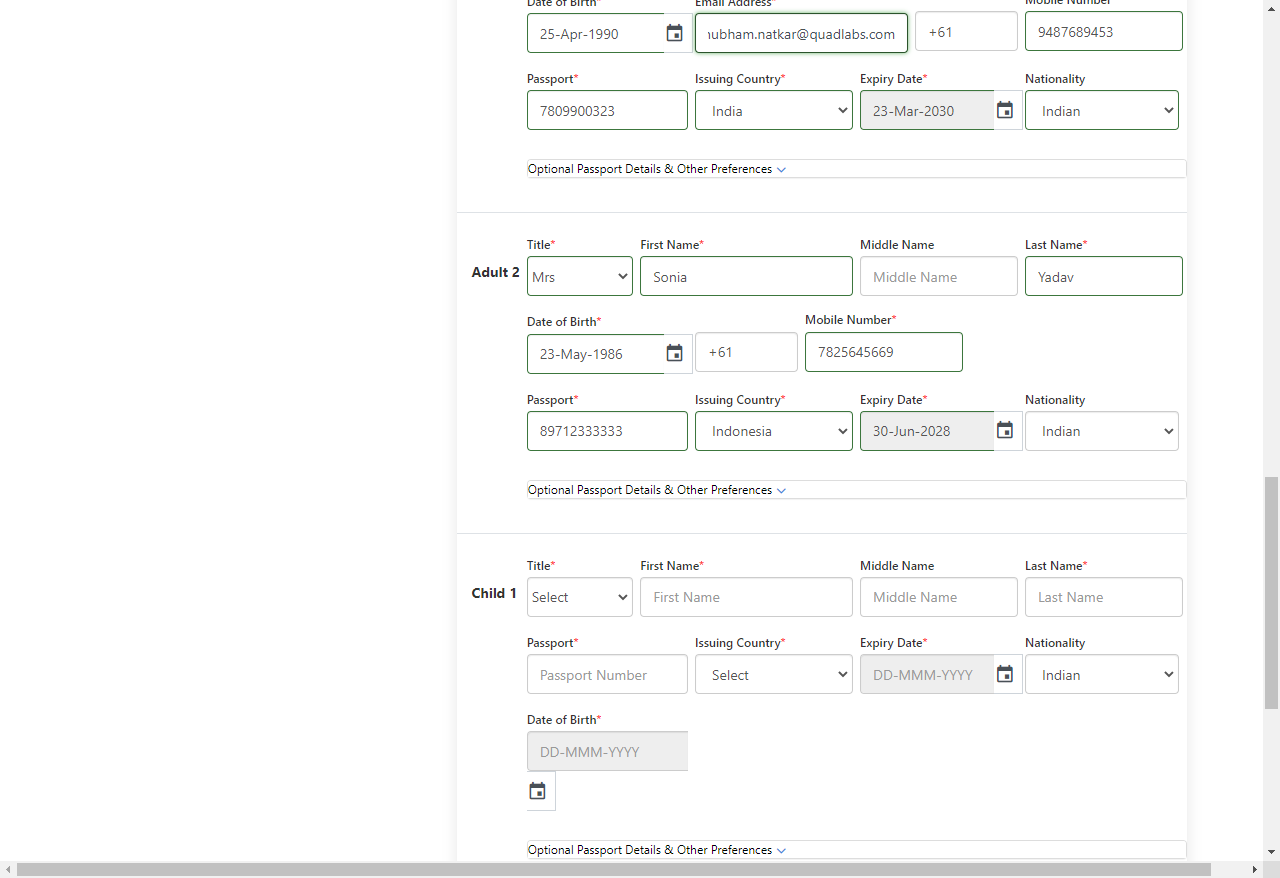 Date of Birth* Email Address* Mobile Number
25-Apr-1990 ubham.natkar@quadlabs.com +61 9487689453
Passport* Issuing Country* Expiry Date* Nationality
7809900323 India 23-Mar-2030 Indian
Optional Passport Details & Other Preferences
Title* First Name* Middle Name Last Name*
Adult 2 Mrs Sonia Middle Name Yadav
Date of Birth* Mobile Number*
23-May-1986 +61 7825645669
Passport* Issuing Country* Expiry Date* Nationality
89712333333 Indonesia 30-Jun-2028 Indian
Optional Passport Details & Other Preferences
Title* First Name* Middle Name Last Name*
Child 1 Select First Name Middle Name Last Name
Passport* Issuing Country* Expiry Date* Nationality
Passport Number Select DD-MMM-YYYY Indian
Date of Birth*
DD-MMM-YYYY
Optional Passport Details & Other Preferences